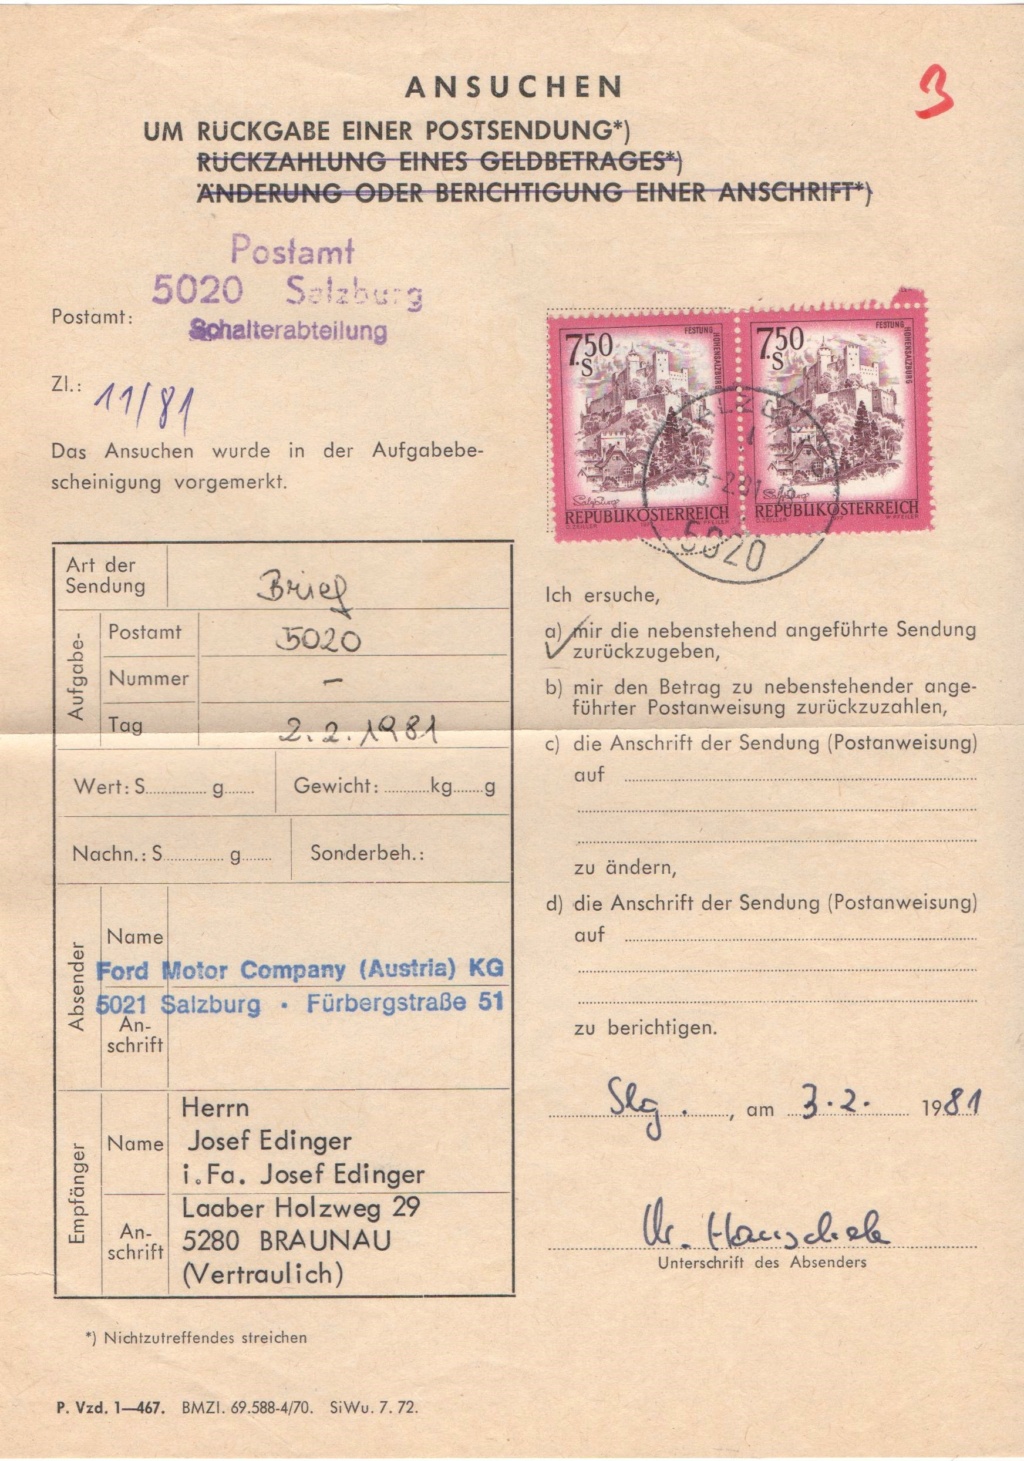 ANSUCHEN
3
UM RÜCKGABE EINER POSTSENDUNG*)
RÜCKZAHLUNG EINES GELDBETRAGES*)
ÄNDERUNG ODER BERICHTIGUNG EINER ANSCHRIFT*)
Postamt
5020 Salzburg
Schalterabteilung
Postamt:
Zl.: 11/81
Das Ansuchen wurde in der Aufgabebe-
scheinigung vorgemerkt.
7.50 S FESTUNG HOHENSALZBURG
Salzburg
REPUBLIK ÖSTERREICH
7.50 S FESTUNG HOHENSALZBURG
Salzburg
REPUBLIK ÖSTERREICH
5020
Art der
Sendung Brief
Aufgabe-
Postamt 5020
Nummer –
Tag 2.2.1981
Wert: S............. g....... Gewicht: ..........kg.......g
Nachn.: S............. g....... Sonderbeh.:
Absender
Name
Ford Motor Company (Austria) KG
5021 Salzburg · Fürbergstraße 51
An-
schrift
Empfänger
Name
Herrn
Josef Edinger
i.Fa. Josef Edinger
An-
schrift
Laaber Holzweg 29
5280 BRAUNAU
(Vertraulich)
*) Nichtzutreffendes streichen
P. Vzd. 1—467. BMZl. 69.588-4/70. SiWu. 7. 72.
Ich ersuche,
a) mir die nebenstehend angeführte Sendung
zurückzugeben,
b) mir den Betrag zu nebenstehender ange-
führter Postanweisung zurückzuzahlen,
c) die Anschrift der Sendung (Postanweisung)
auf
zu ändern,
d) die Anschrift der Sendung (Postanweisung)
auf
zu berichtigen.
Slg., am 3.2. 1981
Unterschrift des Absenders